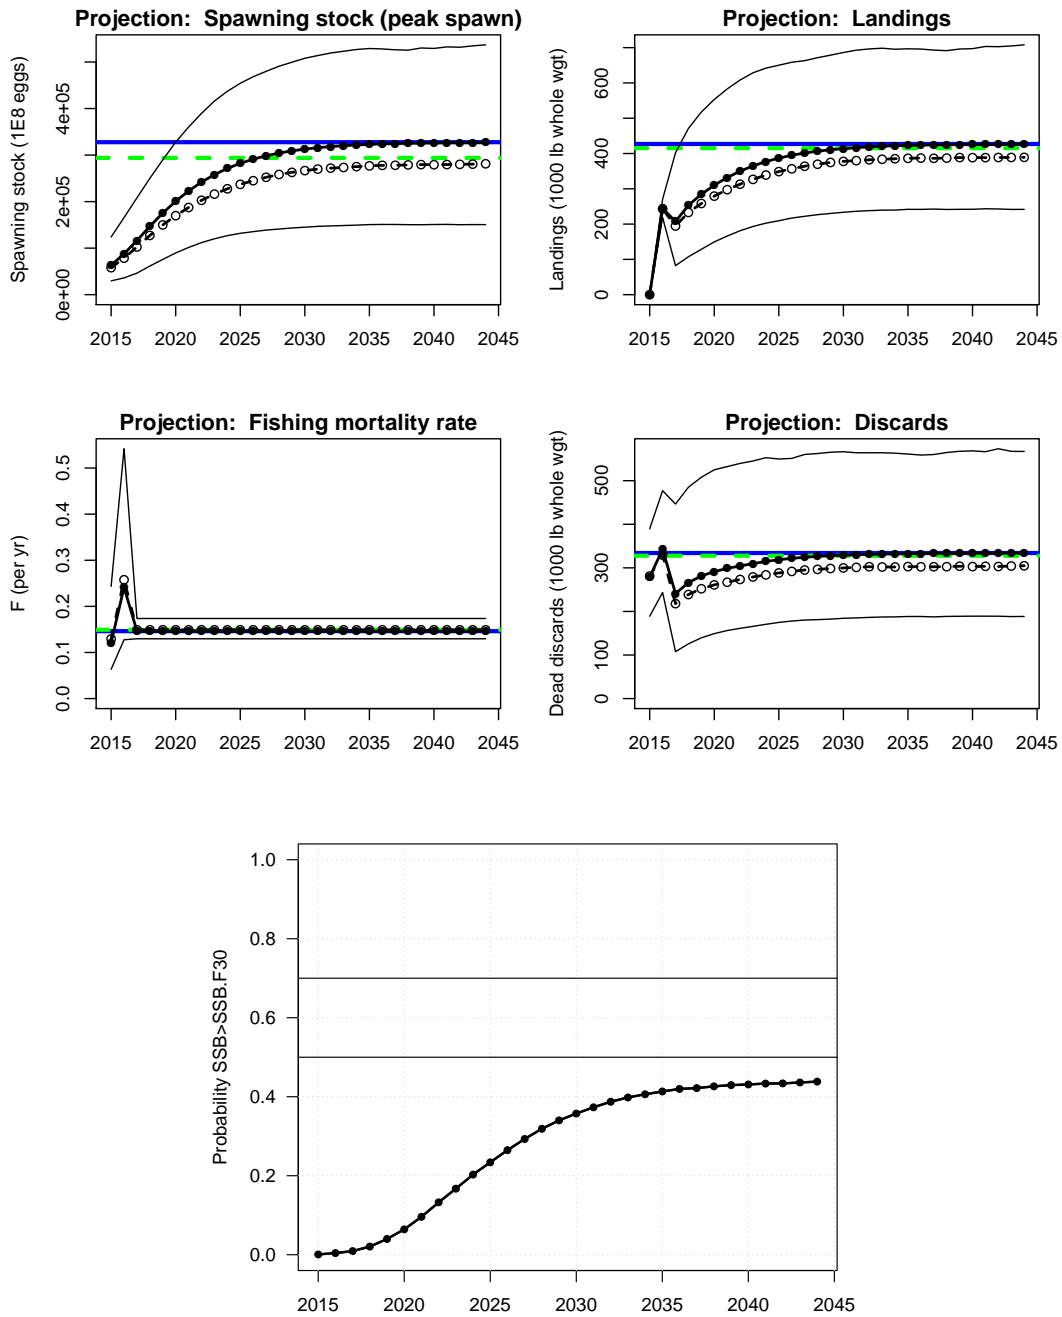 Projection: Spawning stock (peak spawn)
Spawning stock (1E8 eggs)
0e+00 2e+05 4e+05
2015 2020 2025 2030 2035 2040 2045
Projection: Landings
Landings (1000 lb whole wgt)
0 200 400 600
2015 2020 2025 2030 2035 2040 2045
Projection: Fishing mortality rate
F (per yr)
0.0 0.1 0.2 0.3 0.4 0.5
2015 2020 2025 2030 2035 2040 2045
Projection: Discards
Dead discards (1000 lb whole wgt)
0 100 300 500
2015 2020 2025 2030 2035 2040 2045
Probability SSB>SSB.F30
1.0
0.8
0.6
0.4
0.2
0.0
2015 2020 2025 2030 2035 2040 2045